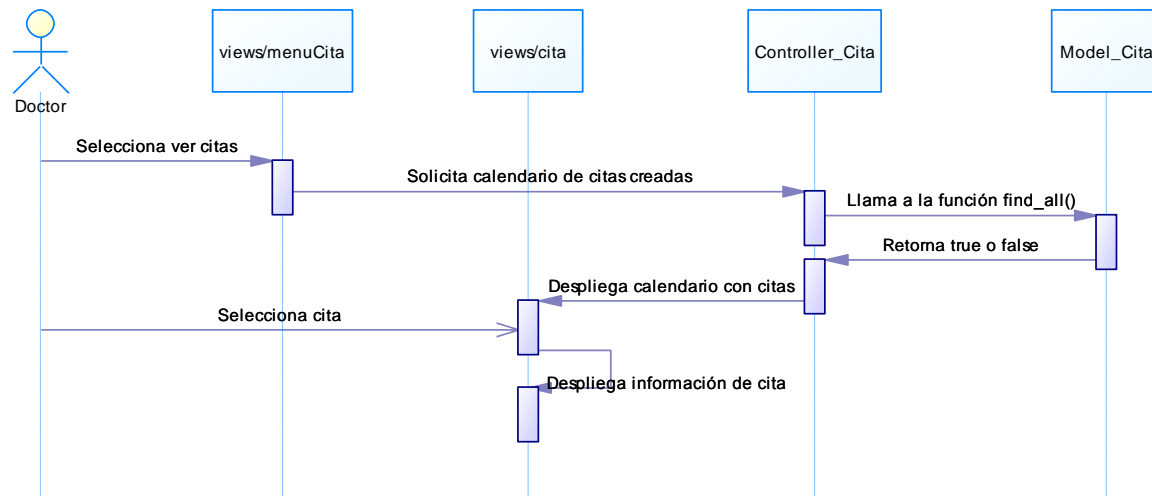 views/menuCita
views/cita
Controller_Cita
Model_Cita
Doctor
Selecciona ver citas
Solicita calendario de citas creadas
Llama a la función find_all()
Retorna true o false
Despliega calendario con citas
Selecciona cita
Despliega información de cita